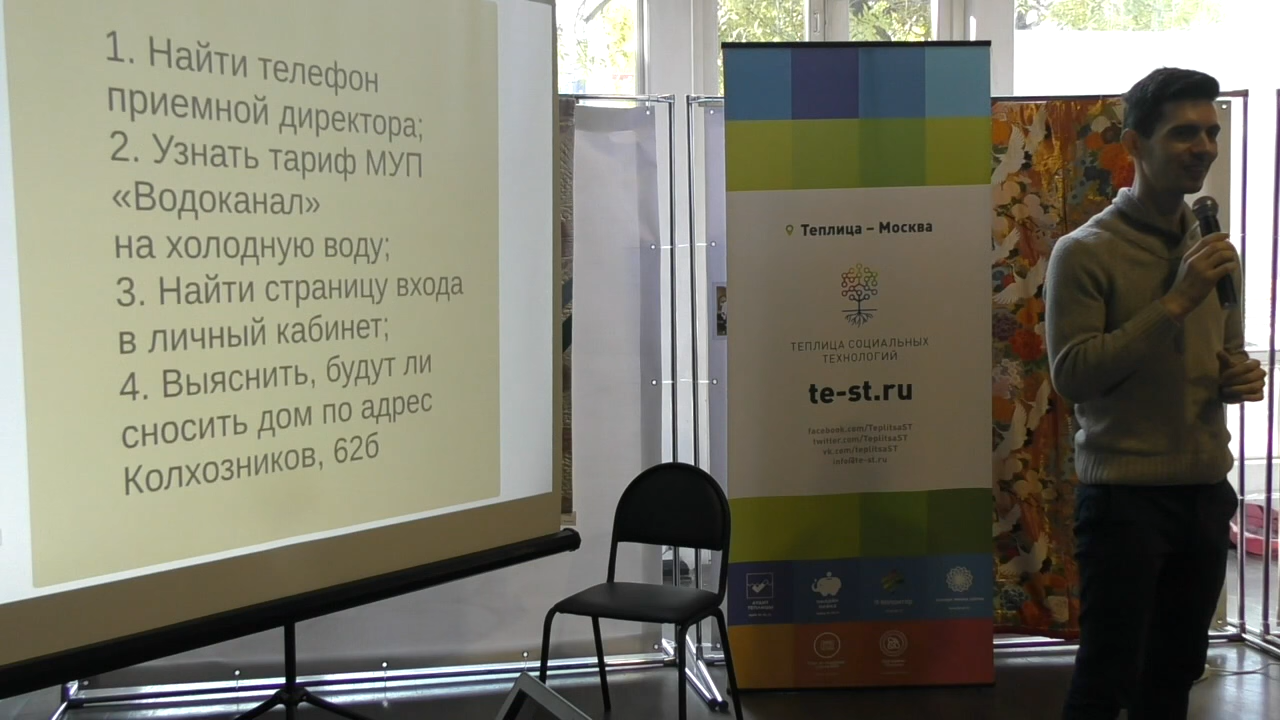 1. Найти телефон
приемной директора;
2. Узнать тариф МУП
«Водоканал»
на холодную воду;
3. Найти страницу входа
в личный кабинет;
4. Выяснить, будут ли
сносить дом по адрес
Колхозников, 62б
Теплица – Москва
ТЕПЛИЦА СОЦИАЛЬНЫХ
ТЕХНОЛОГИЙ
te-st.ru
facebook.com/TeplitsaST
twitter.com/TeplitsaST
vk.com/teplitsaST
info@te-st.ru